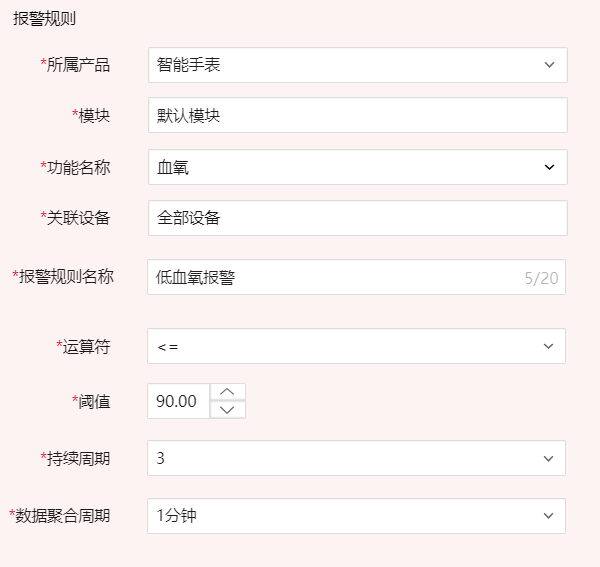 报警规则
*所属产品 智能手表
*模块 默认模块
*功能名称 血氧
*关联设备 全部设备
*报警规则名称 低血氧报警 5/20
*运算符 <=
*阈值 90.00
*持续周期 3
*数据聚合周期 1分钟